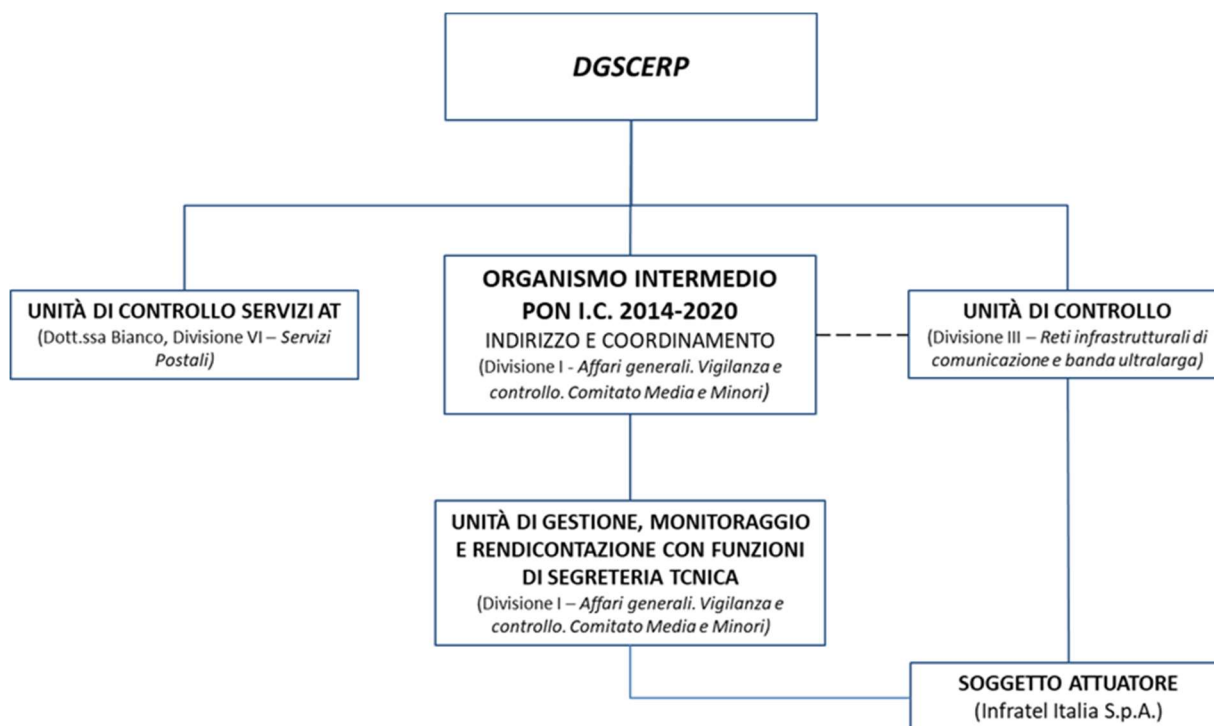 DGSCERP
UNITÀ DI CONTROLLO SERVIZI AT
(Dott.ssa Bianco, Divisione VI – Servizi
Postali)
ORGANISMO INTERMEDIO
PON I.C. 2014-2020
INDIRIZZO E COORDINAMENTO
(Divisione I - Affari generali. Vigilanza e
controllo. Comitato Media e Minori)
UNITÀ DI CONTROLLO
(Divisione III – Reti infrastrutturali di
comunicazione e banda ultralarga)
UNITÀ DI GESTIONE, MONITORAGGIO
E RENDICONTAZIONE CON FUNZIONI
DI SEGRETERIA TCNICA
(Divisione I – Affari generali. Vigilanza e
controllo. Comitato Media e Minori)
SOGGETTO ATTUATORE
(Infratel Italia S.p.A.)